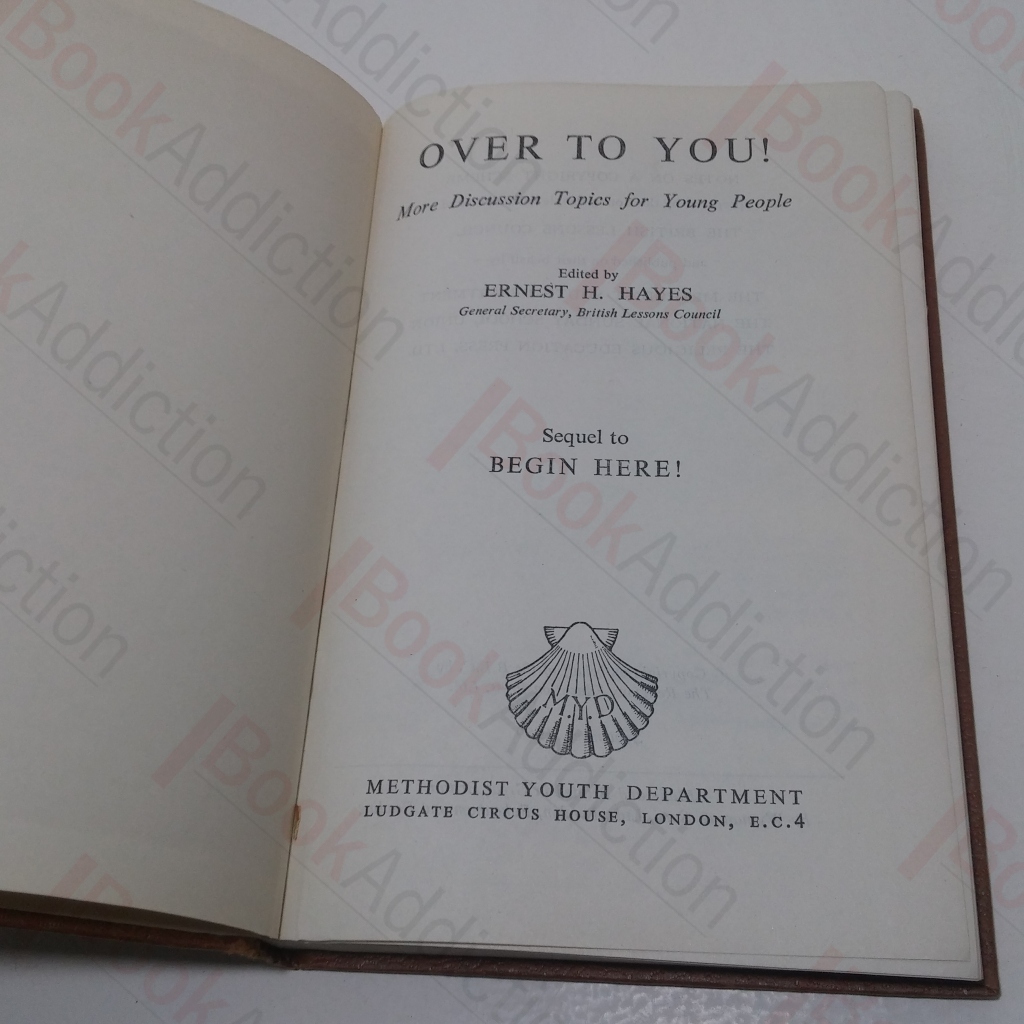 OVER TO YOU!
More Discussion Topics for Young People
Edited by
ERNEST H. HAYES
General Secretary, British Lessons Council
Sequel to
BEGIN HERE!
M.Y.D.
METHODIST YOUTH DEPARTMENT
LUDGATE CIRCUS HOUSE, LONDON, E.C.4
BookAddiction